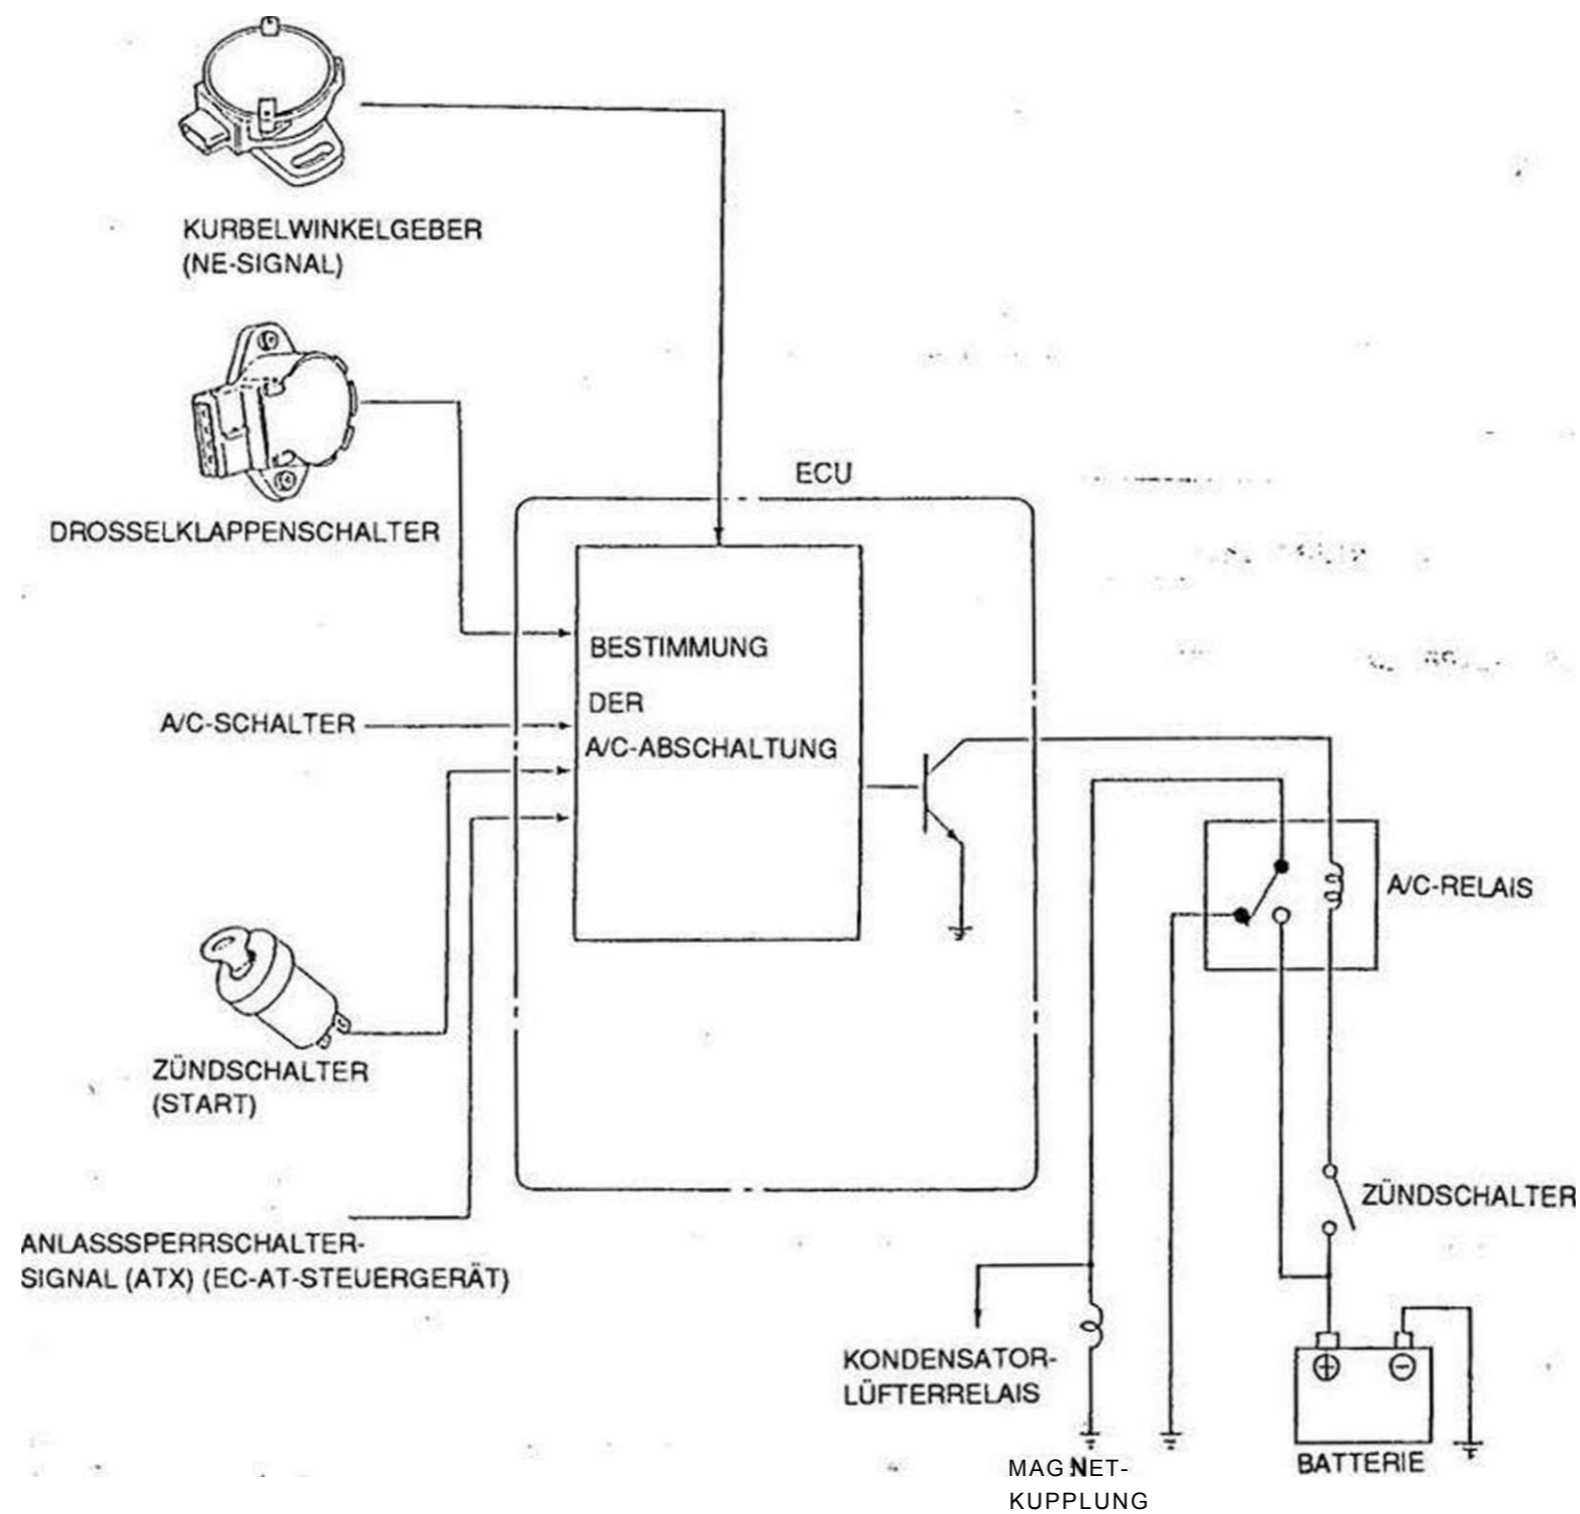 KURBELWINKELGEBER
(NE-SIGNAL)
DROSSELKLAPPENSCHALTER
ECU
BESTIMMUNG
DER
A/C-ABSCHALTUNG
A/C-SCHALTER
A/C-RELAIS
ZÜNDSCHALTER
(START)
ZÜNDSCHALTER
ANLASSSPERRSCHALTER-
SIGNAL (ATX) (EC-AT-STEUERGERÄT)
KONDENSATOR-
LÜFTERRELAIS
+ -
BATTERIE
MAGNET-
KUPPLUNG